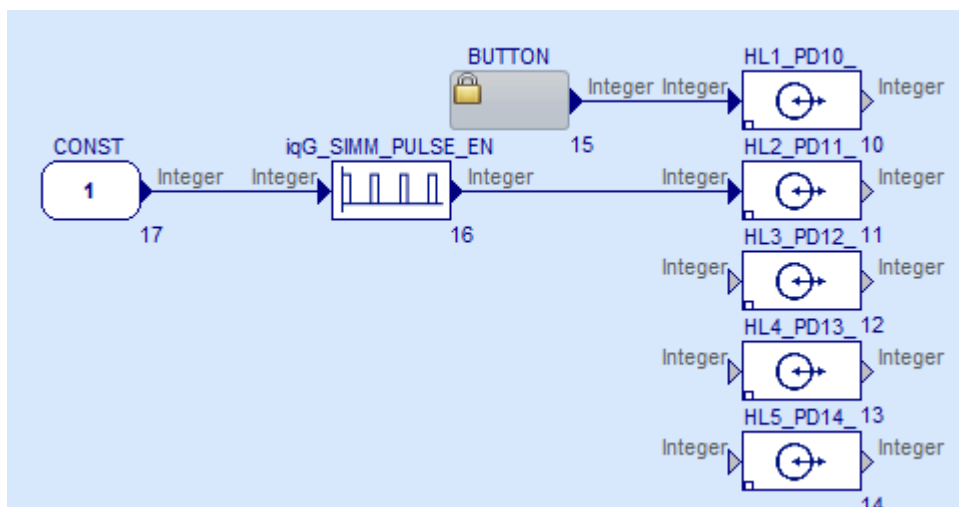 BUTTON HL1_PD10_
Integer Integer Integer
CONST iqG_SIMM_PULSE_EN 15 HL2_PD11_ 10
1 Integer Integer Integer Integer Integer
17 16 HL3_PD12_ 11
Integer Integer
HL4_PD13_ 12
Integer Integer
HL5_PD14_ 13
Integer Integer
14